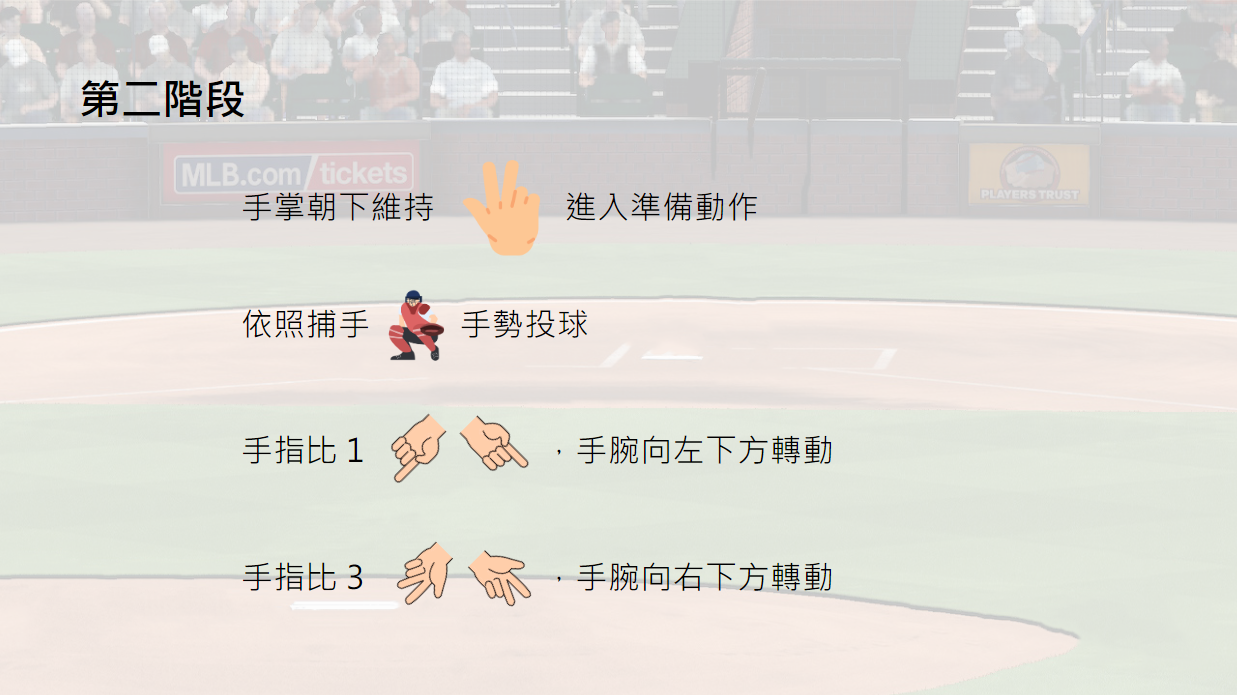 第二階段
MLB.com/tickets
PLAYERS TRUST
手掌朝下維持 進入準備動作
依照捕手 手勢投球
手指比 1 ，手腕向左下方轉動
手指比 3 ，手腕向右下方轉動